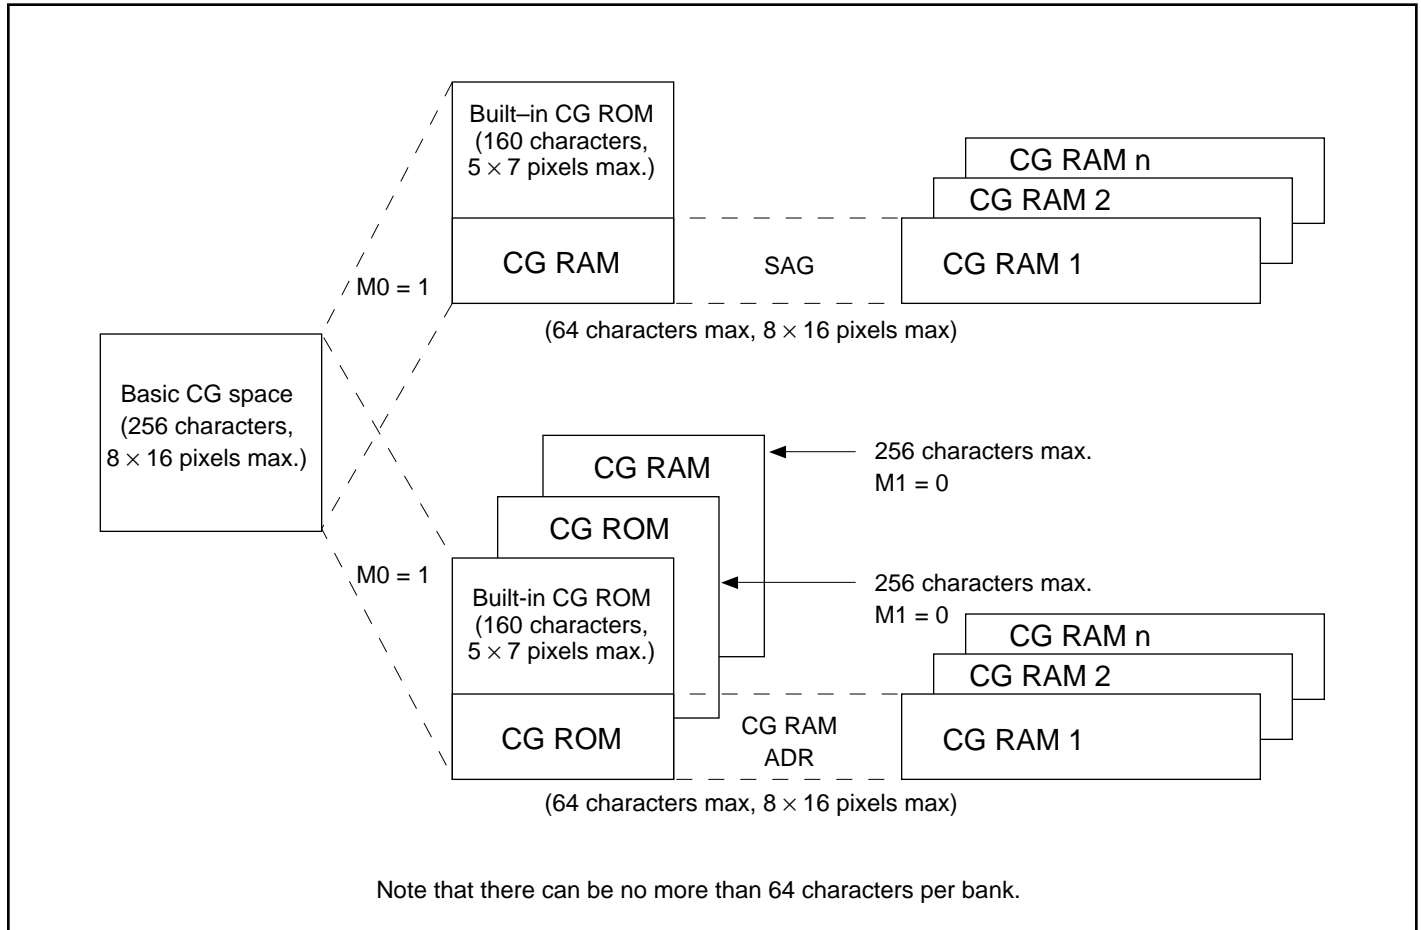 Built–in CG ROM
(160 characters,
5 × 7 pixels max.)
CG RAM n
CG RAM 2
CG RAM
SAG
CG RAM 1
M0 = 1
(64 characters max, 8 × 16 pixels max)
Basic CG space
(256 characters,
8 × 16 pixels max.)
CG RAM
256 characters max.
M1 = 0
CG ROM
M0 = 1
256 characters max.
M1 = 0
Built-in CG ROM
(160 characters,
5 × 7 pixels max.)
CG RAM n
CG RAM 2
CG ROM
CG RAM
ADR
CG RAM 1
(64 characters max, 8 × 16 pixels max)
Note that there can be no more than 64 characters per bank.